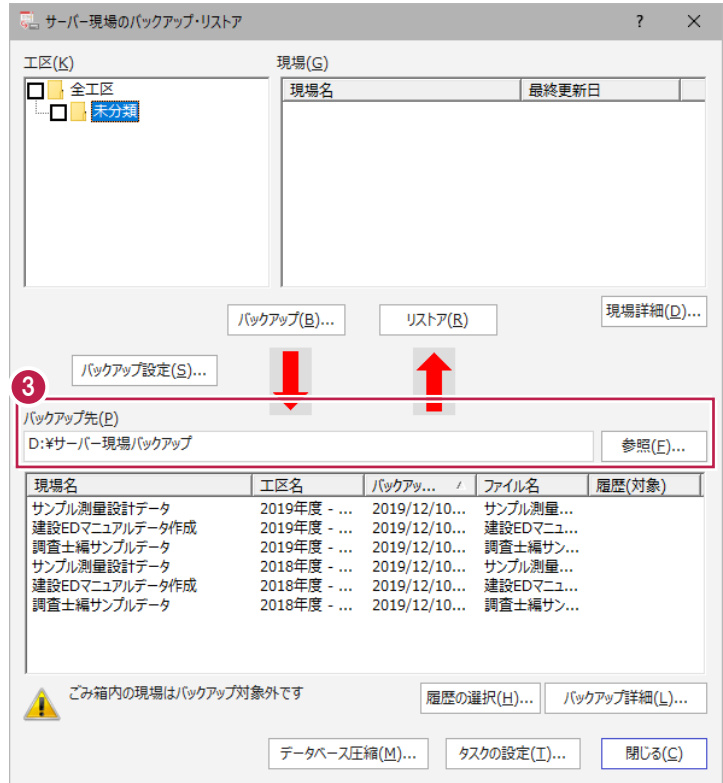 サーバー現場のバックアップ・リストア ? ×
工区(K) 現場(G)
全工区 現場名 最終更新日
未分類
バックアップ(B)... リストア(R) 現場詳細(D)...
バックアップ設定(S)...
3
バックアップ先(P)
D:¥サーバー現場バックアップ 参照(F)...
現場名 工区名 バックアッ... ファイル名 履歴(対象)
サンプル測量設計データ 2019年度 - ... 2019/12/10... サンプル測量...
建設EDマニュアルデータ作成 2019年度 - ... 2019/12/10... 建設EDマニュ...
調査士編サンプルデータ 2019年度 - ... 2019/12/10... 調査士編サン...
サンプル測量設計データ 2018年度 - ... 2019/12/10... サンプル測量...
建設EDマニュアルデータ作成 2018年度 - ... 2019/12/10... 建設EDマニュ...
調査士編サンプルデータ 2018年度 - ... 2019/12/10... 調査士編サン...
ごみ箱内の現場はバックアップ対象外です 履歴の選択(H)... バックアップ詳細(L)...
データベース圧縮(M)... タスクの設定(T)... 閉じる(C)